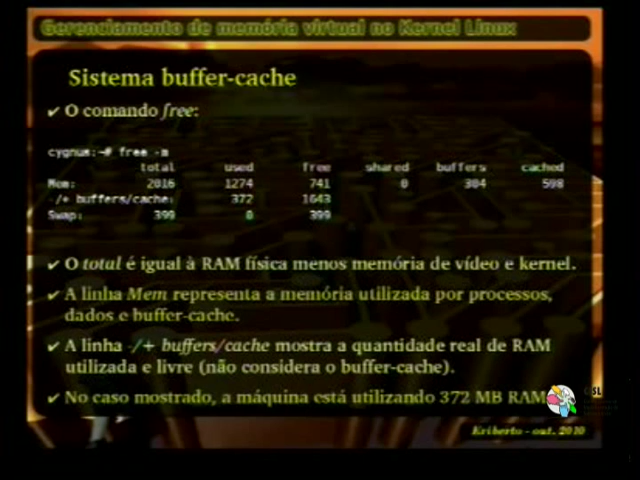 Gerenciamento de memória virtual no Kernel Linux
Sistema buffer-cache
✔ O comando free:
cygnus:~# free -m
total used free shared buffers cached
Mem: 2016 1274 741 0 304 598
-/+ buffers/cache: 372 1643
Swap: 399 0 399
✔ O total é igual à RAM física menos memória de vídeo e kernel.
✔ A linha Mem representa a memória utilizada por processos,
dados e buffer-cache.
✔ A linha -/+ buffers/cache mostra a quantidade real de RAM
utilizada e livre (não considera o buffer-cache).
✔ No caso mostrado, a máquina está utilizando 372 MB RAM
Eriberto - out. 2010